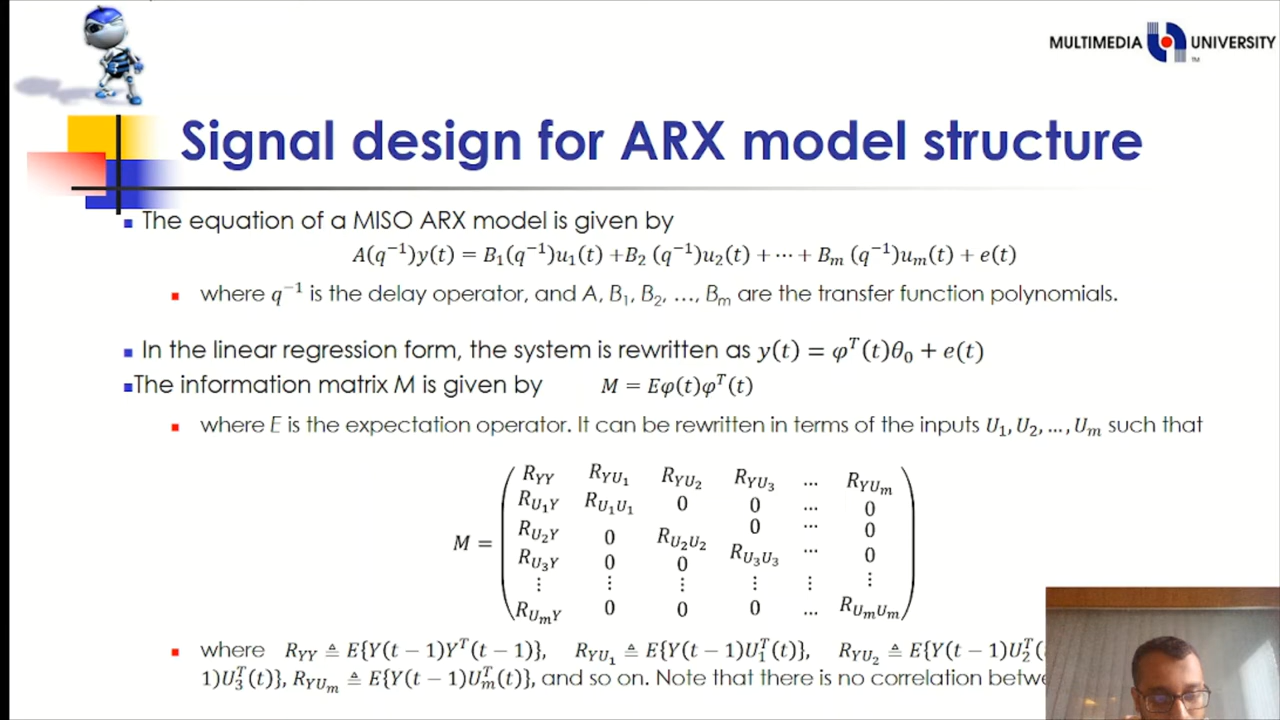 MULTIMEDIA UNIVERSITY
TM
Signal design for ARX model structure
The equation of a MISO ARX model is given by
A(q⁻¹)y(t) = B₁(q⁻¹)u₁(t) +B₂ (q⁻¹)u₂(t) + ⋯ + Bₘ (q⁻¹)uₘ(t) + e(t)
where q⁻¹ is the delay operator, and A, B₁, B₂, ..., Bₘ are the transfer function polynomials.
In the linear regression form, the system is rewritten as y(t) = φᵀ(t)θ₀ + e(t)
The information matrix M is given by M = Eφ(t)φᵀ(t)
where E is the expectation operator. It can be rewritten in terms of the inputs U₁, U₂, ..., Uₘ such that
R_YY R_YU₁ R_YU₂ R_YU₃ ... R_YUₘ
R_U₁Y R_U₁U₁ 0 0 ... 0
R_U₂Y 0 R_U₂U₂ 0 ... 0
M =
R_U₃Y 0 0 R_U₃U₃ ... 0
⋮ ⋮ ⋮ ⋮ ⋮ ⋮
R_UₘY 0 0 0 ... R_UₘUₘ
where R_YY ≜ E{Y(t − 1)Yᵀ(t − 1)}, R_YU₁ ≜ E{Y(t − 1)U₁ᵀ(t)}, R_YU₂ ≜ E{Y(t − 1)U₂ᵀ(
1)U₃ᵀ(t)}, R_YUₘ ≜ E{Y(t − 1)Uₘᵀ(t)}, and so on. Note that there is no correlation